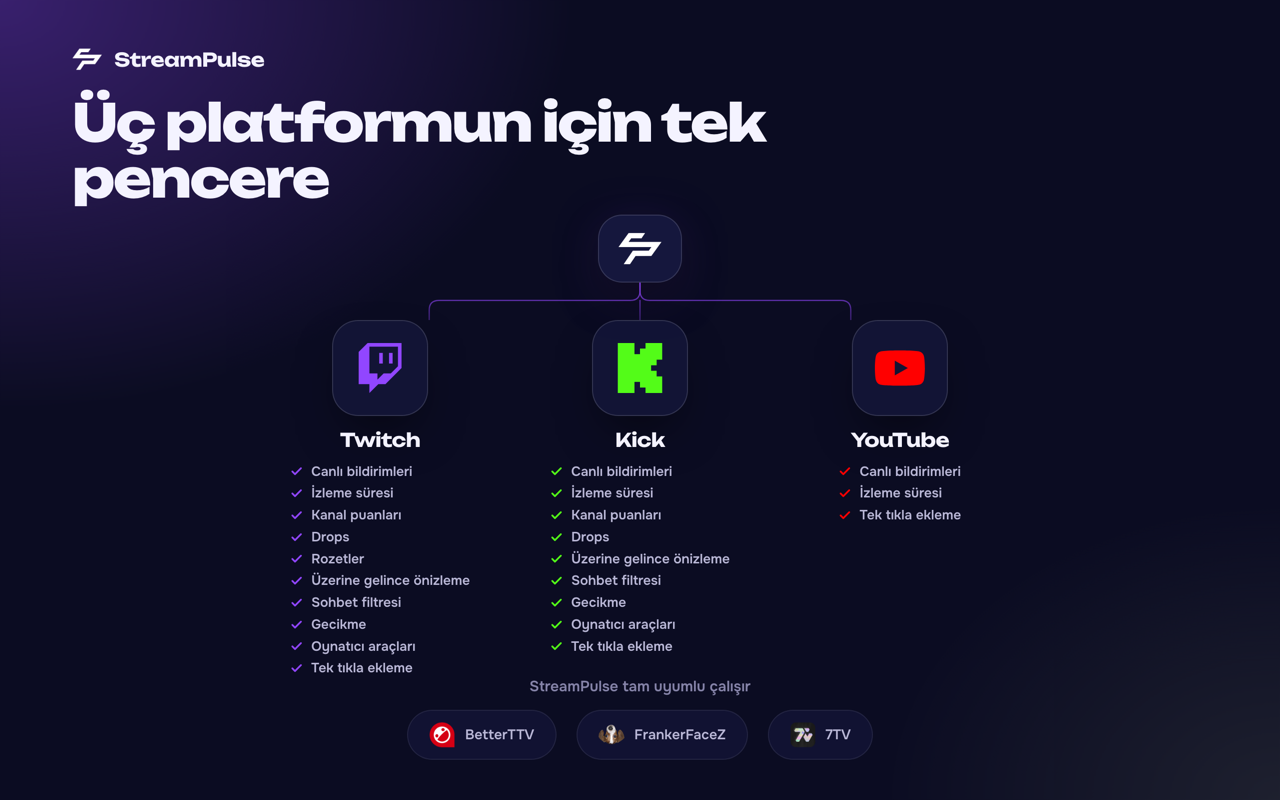 StreamPulse
Üç platformun için tek
pencere
Twitch
Canlı bildirimleri
İzleme süresi
Kanal puanları
Drops
Rozetler
Üzerine gelince önizleme
Sohbet filtresi
Gecikme
Oynatıcı araçları
Tek tıkla ekleme
Kick
Canlı bildirimleri
İzleme süresi
Kanal puanları
Drops
Üzerine gelince önizleme
Sohbet filtresi
Gecikme
Oynatıcı araçları
Tek tıkla ekleme
YouTube
Canlı bildirimleri
İzleme süresi
Tek tıkla ekleme
StreamPulse tam uyumlu çalışır
BetterTTV
FrankerFaceZ
7TV